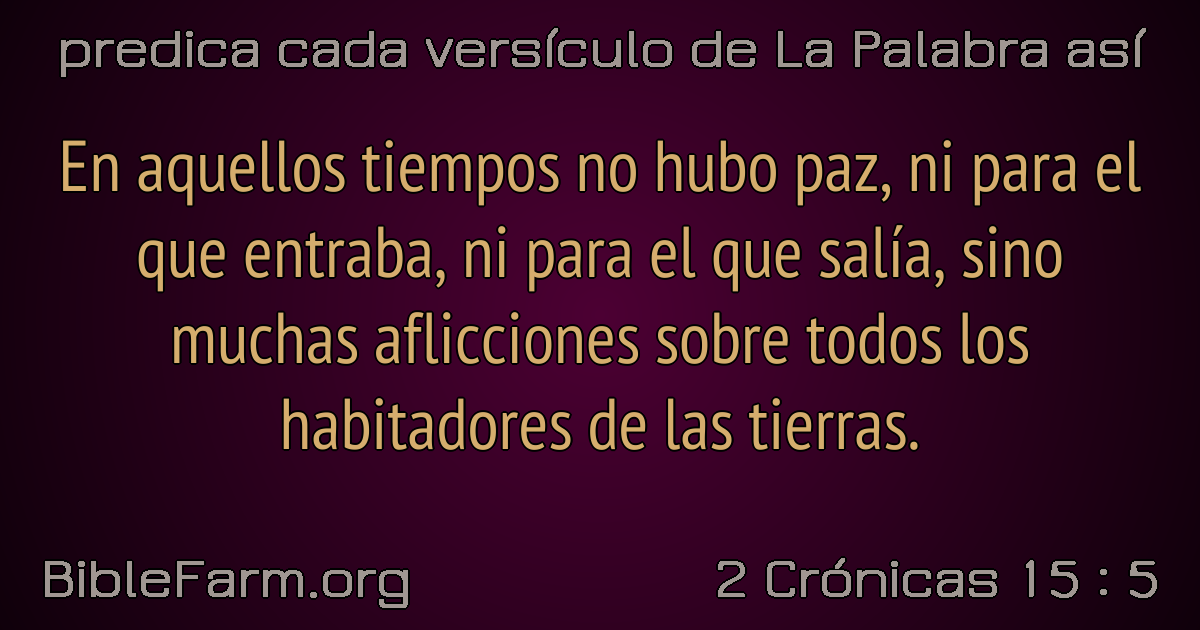 predica cada versículo de La Palabra así
En aquellos tiempos no hubo paz, ni para el
que entraba, ni para el que salía, sino
muchas aflicciones sobre todos los
habitadores de las tierras.
BibleFarm.org
2 Crónicas 15 : 5